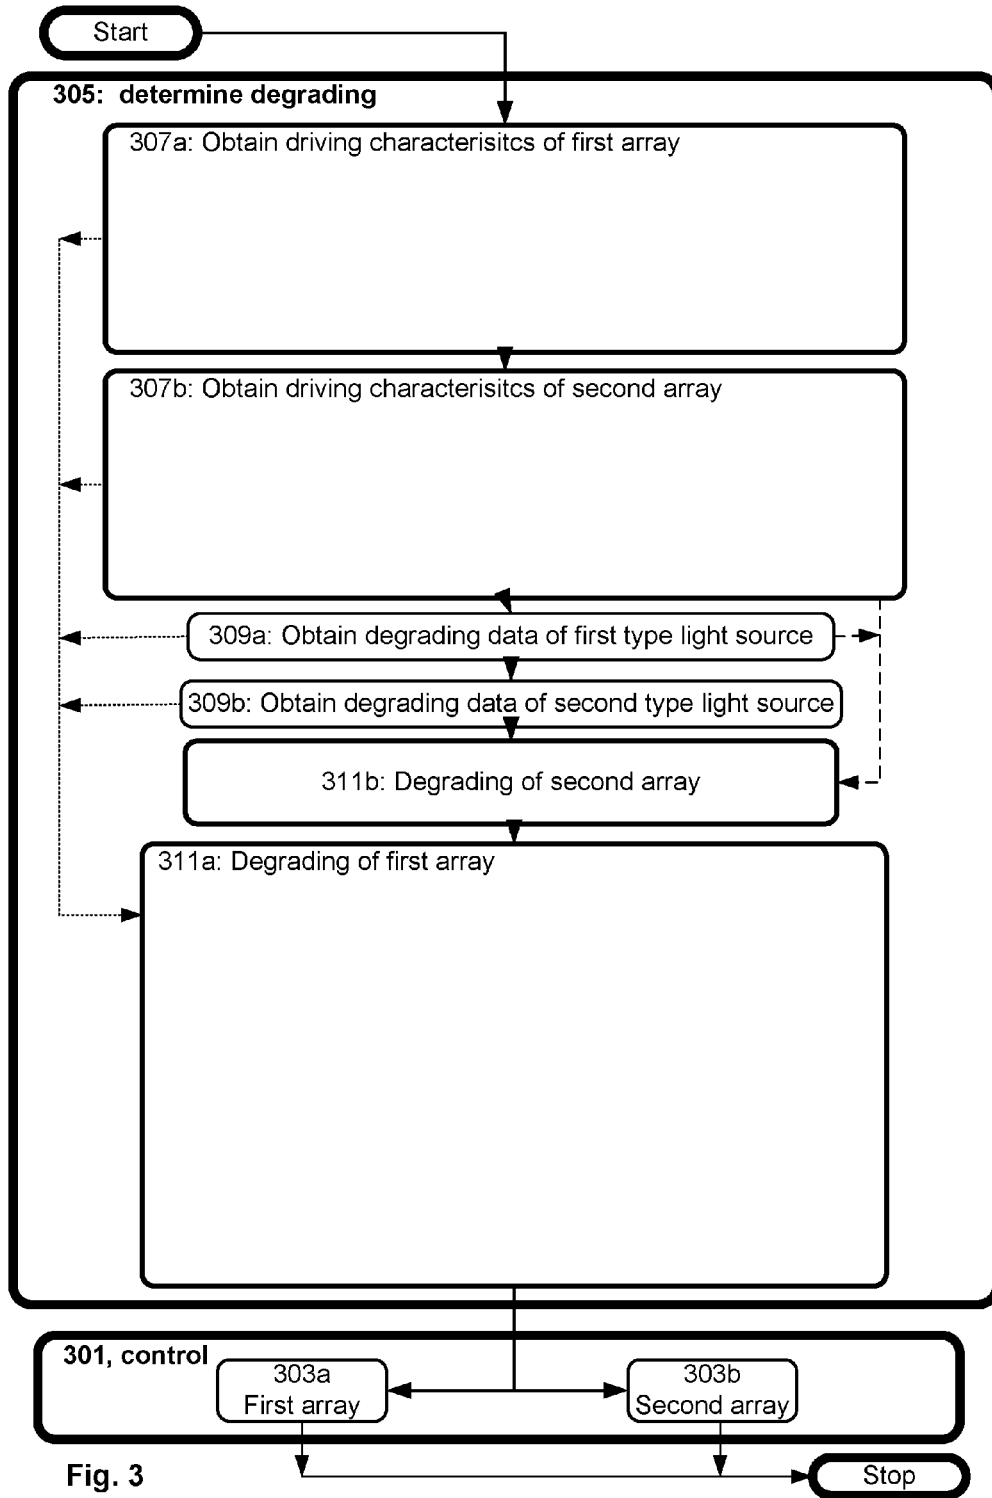 Start
305:  determine degrading
307a: Obtain driving characterisitcs of first array
307b: Obtain driving characterisitcs of second array
309a: Obtain degrading data of first type light source
309b: Obtain degrading data of second type light source
311b: Degrading of second array
311a: Degrading of first array
301, control
303a
First array
303b
Second array
Stop
Fig. 3